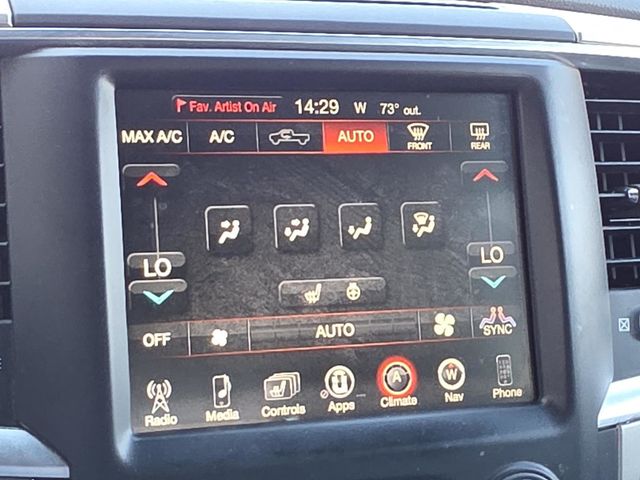 Fav. Artist On Air 14:29 W 73° out.
MAX A/C A/C AUTO FRONT REAR
LO LO
OFF AUTO SYNC
Radio Media Controls Apps A Climate W Nav Phone